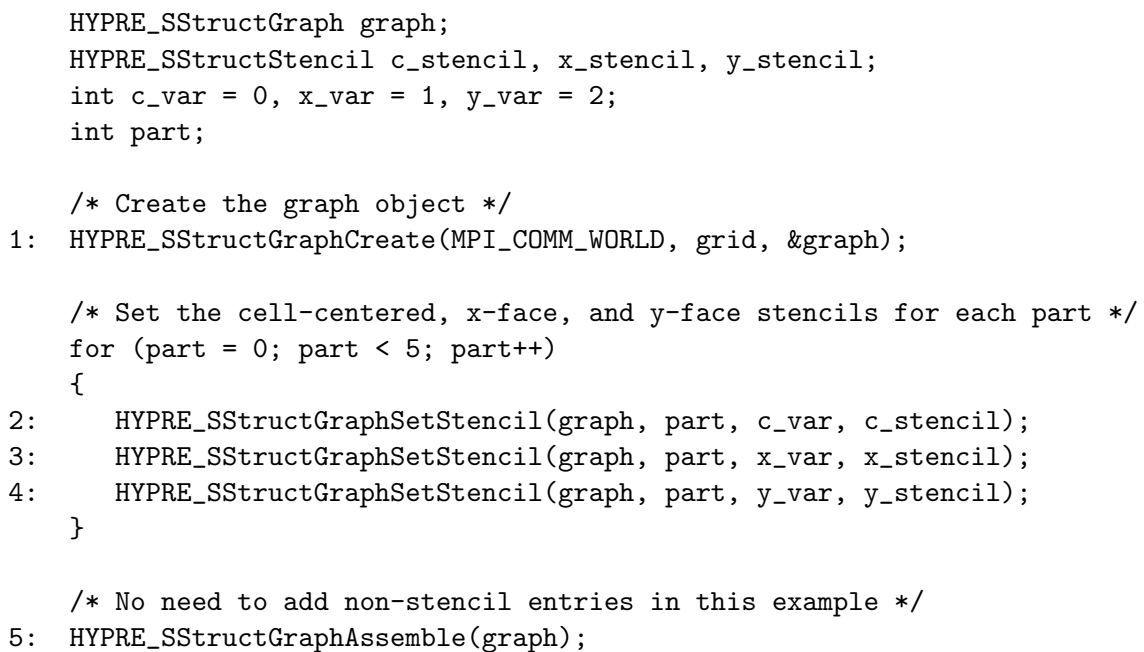 HYPRE_SStructGraph graph;
HYPRE_SStructStencil c_stencil, x_stencil, y_stencil;
int c_var = 0, x_var = 1, y_var = 2;
int part;
/* Create the graph object */
1: HYPRE_SStructGraphCreate(MPI_COMM_WORLD, grid, &graph);
/* Set the cell-centered, x-face, and y-face stencils for each part */
for (part = 0; part < 5; part++)
{
2: HYPRE_SStructGraphSetStencil(graph, part, c_var, c_stencil);
3: HYPRE_SStructGraphSetStencil(graph, part, x_var, x_stencil);
4: HYPRE_SStructGraphSetStencil(graph, part, y_var, y_stencil);
}
/* No need to add non-stencil entries in this example */
5: HYPRE_SStructGraphAssemble(graph);